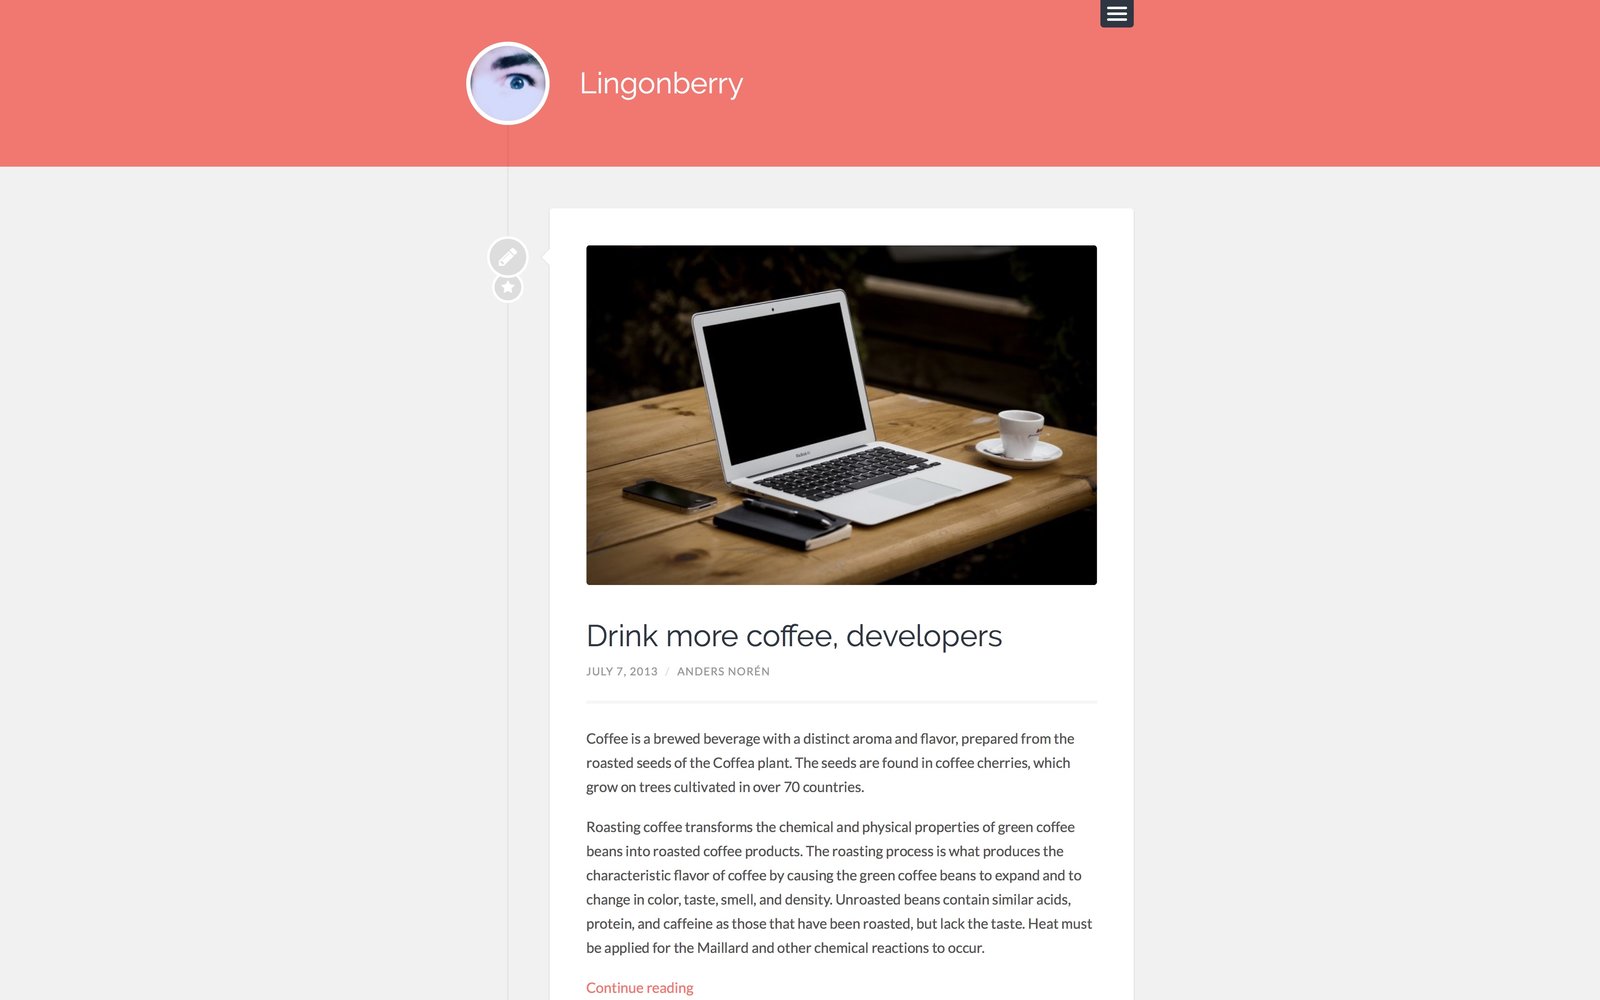 Lingonberry
Drink more coffee, developers
JULY 7, 2013 / ANDERS NORÉN
Coffee is a brewed beverage with a distinct aroma and flavor, prepared from the
roasted seeds of the Coffea plant. The seeds are found in coffee cherries, which
grow on trees cultivated in over 70 countries.
Roasting coffee transforms the chemical and physical properties of green coffee
beans into roasted coffee products. The roasting process is what produces the
characteristic flavor of coffee by causing the green coffee beans to expand and to
change in color, taste, smell, and density. Unroasted beans contain similar acids,
protein, and caffeine as those that have been roasted, but lack the taste. Heat must
be applied for the Maillard and other chemical reactions to occur.
Continue reading